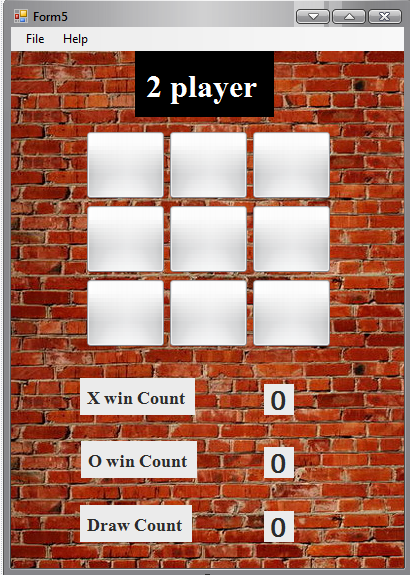 Form5
File Help
2 player
X win Count 0
O win Count 0
Draw Count 0